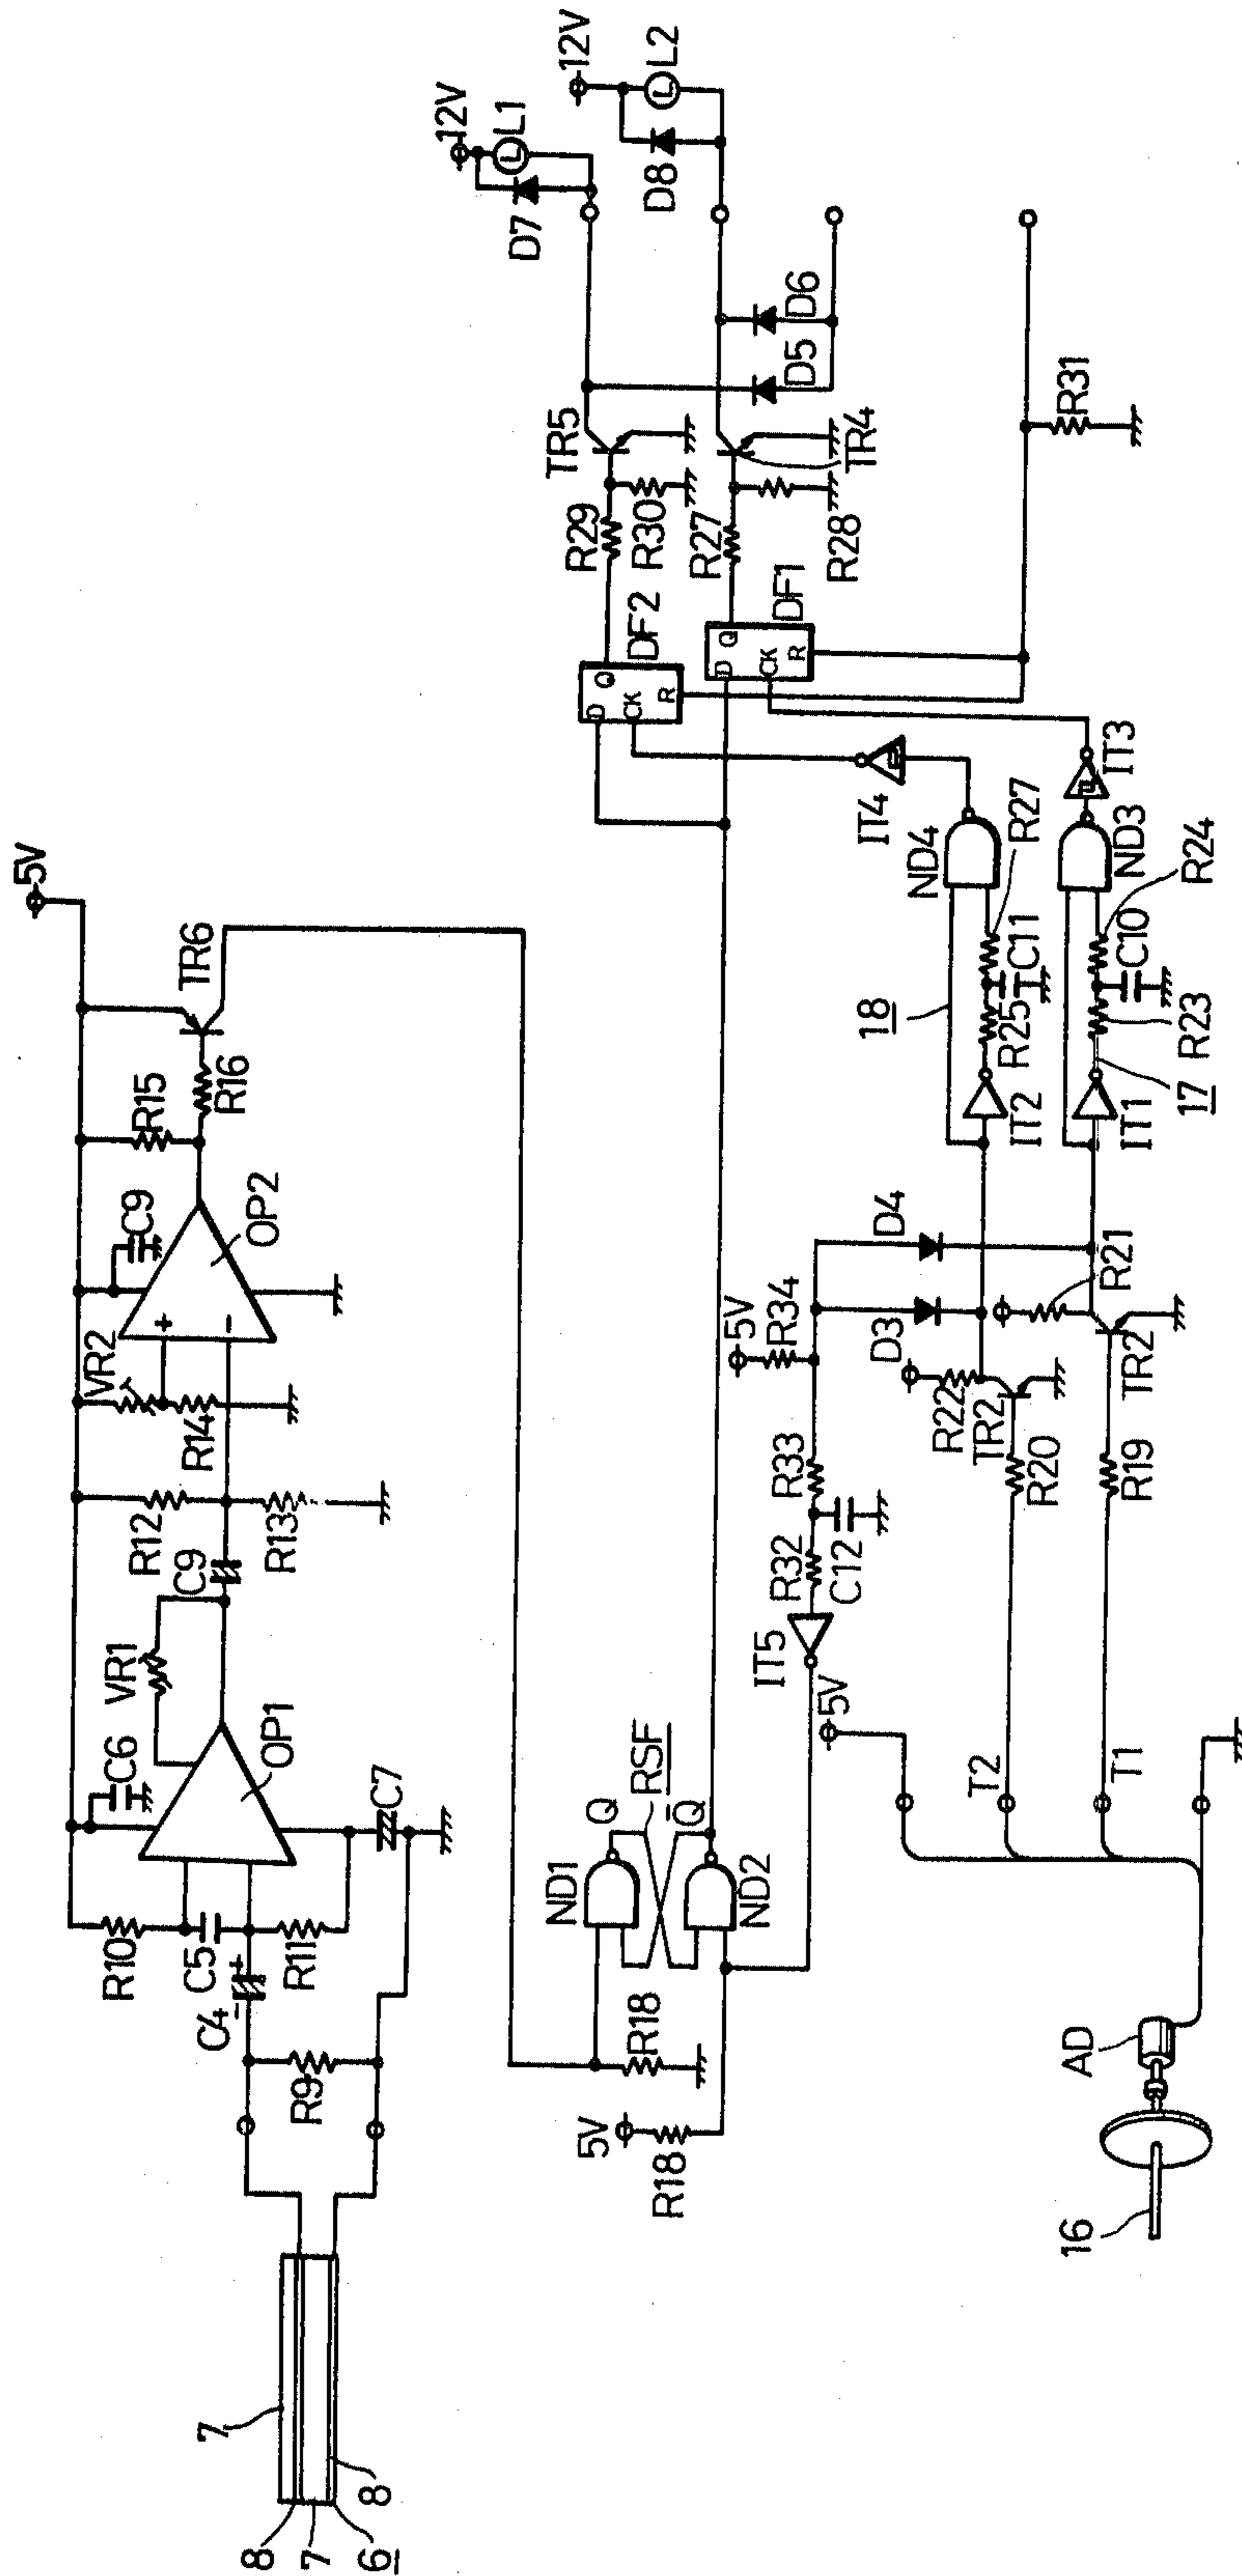 5V
R10
C6
VR1
C5
OP1
C4
R11
C7
R9
7
8
7
8
6
R12
C9
R13
VR2
R14
+
-
C9
OP2
R15
R16
TR6
12V
L
L1
D7
12V
L
L2
D8
TR5
R29
R30
DF2
D
Q
CK
R
D6
D5
TR4
R27
R28
DF1
D
Q
CK
R
R31
5V
R18
R18
ND1
Q
RSF
Q̄
ND2
IT5
R32
R33
C12
5V
R34
D3
D4
R22
TR2
R20
R21
TR2
R19
IT4
ND4
R27
18
R25
C11
IT2
IT3
ND3
R24
C10
R23
17
IT1
5V
T2
T1
AD
16